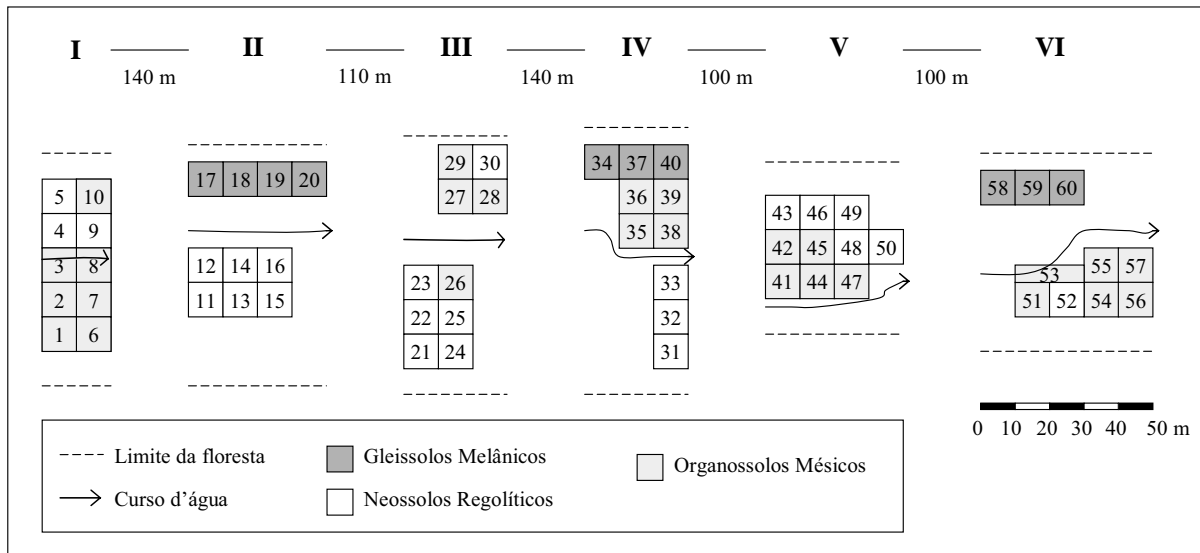 I II III IV V VI
140 m 110 m 140 m 100 m 100 m
5 10
4 9
3 8
2 7
1 6
17 18 19 20
12 14 16
11 13 15
29 30
27 28
23 26
22 25
21 24
34 37 40
36 39
35 38
33
32
31
43 46 49
42 45 48 50
41 44 47
58 59 60
53 55 57
51 52 54 56
0 10 20 30 40 50 m
Limite da floresta
Curso d'água
Gleissolos Melânicos
Neossolos Regolíticos
Organossolos Mésicos